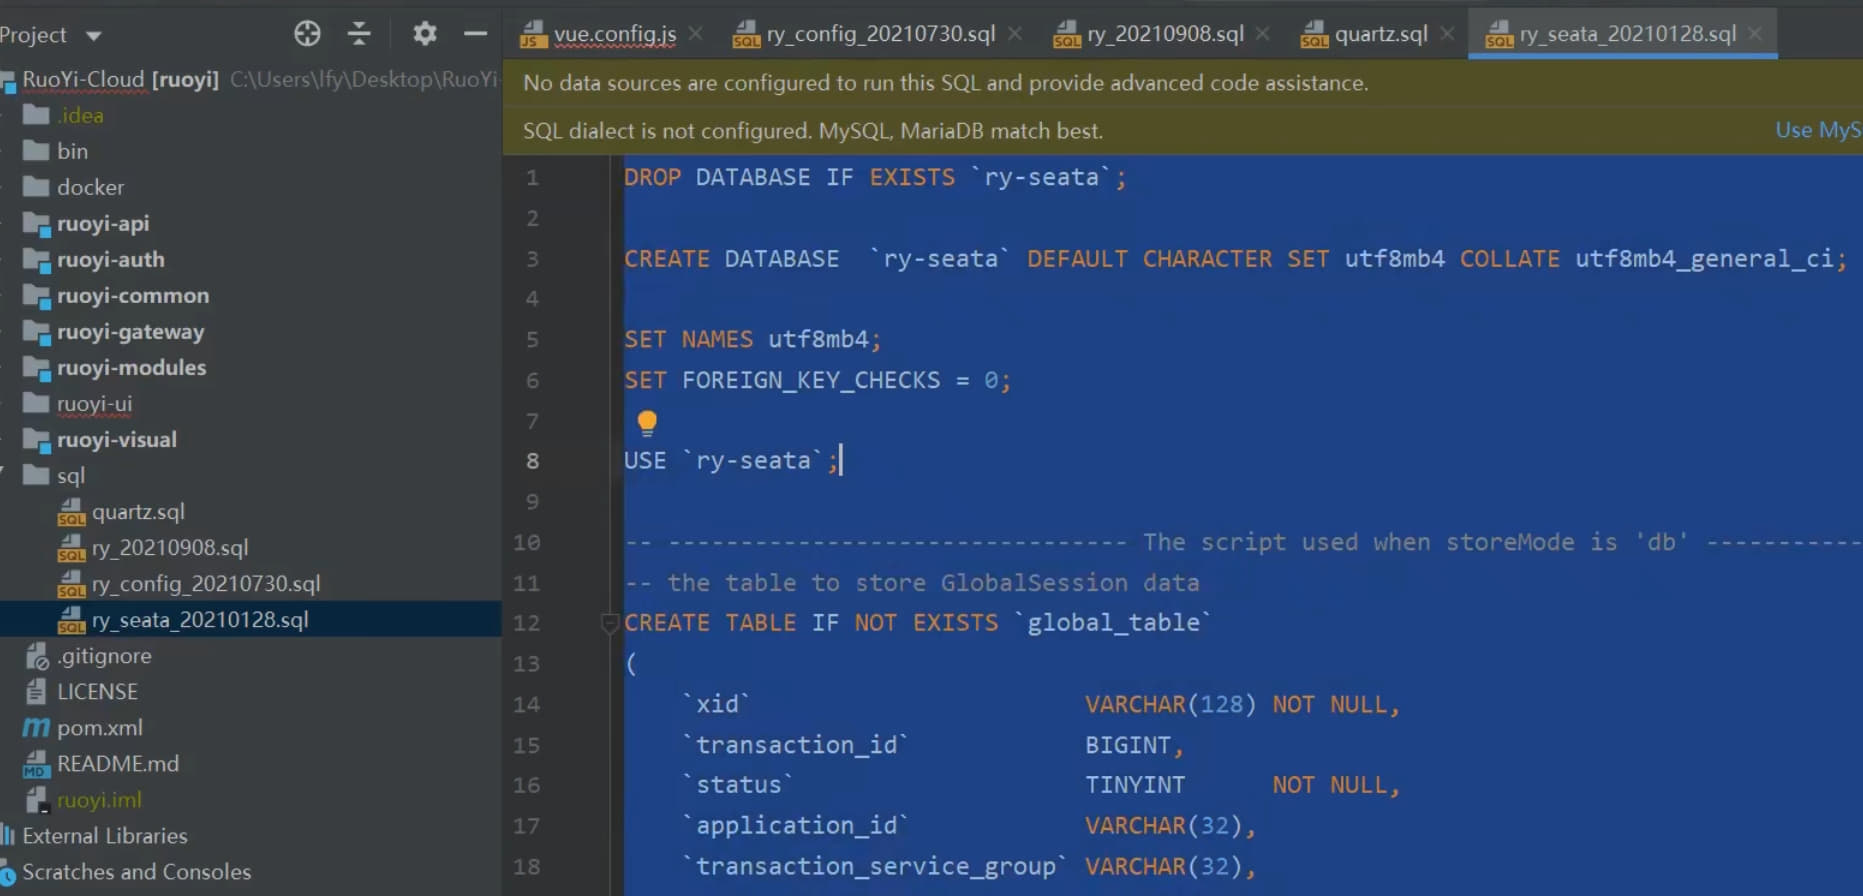 Project
vue.config.js
ry_config_20210730.sql
ry_20210908.sql
quartz.sql
ry_seata_20210128.sql
RuoYi-Cloud [ruoyi] C:\Users\lfy\Desktop\RuoYi-
.idea
bin
docker
ruoyi-api
ruoyi-auth
ruoyi-common
ruoyi-gateway
ruoyi-modules
ruoyi-ui
ruoyi-visual
sql
SQL quartz.sql
SQL ry_20210908.sql
SQL ry_config_20210730.sql
SQL ry_seata_20210128.sql
.gitignore
LICENSE
m pom.xml
MD README.md
ruoyi.iml
External Libraries
Scratches and Consoles
No data sources are configured to run this SQL and provide advanced code assistance.
SQL dialect is not configured. MySQL, MariaDB match best. Use MyS
1 DROP DATABASE IF EXISTS `ry-seata`;
2
3 CREATE DATABASE  `ry-seata` DEFAULT CHARACTER SET utf8mb4 COLLATE utf8mb4_general_ci;
4
5 SET NAMES utf8mb4;
6 SET FOREIGN_KEY_CHECKS = 0;
7
8 USE `ry-seata`;
9
10 -- -------------------------------- The script used when storeMode is 'db' -----------
11 -- the table to store GlobalSession data
12 CREATE TABLE IF NOT EXISTS `global_table`
13 (
14 `xid` VARCHAR(128) NOT NULL,
15 `transaction_id` BIGINT,
16 `status` TINYINT NOT NULL,
17 `application_id` VARCHAR(32),
18 `transaction_service_group` VARCHAR(32),